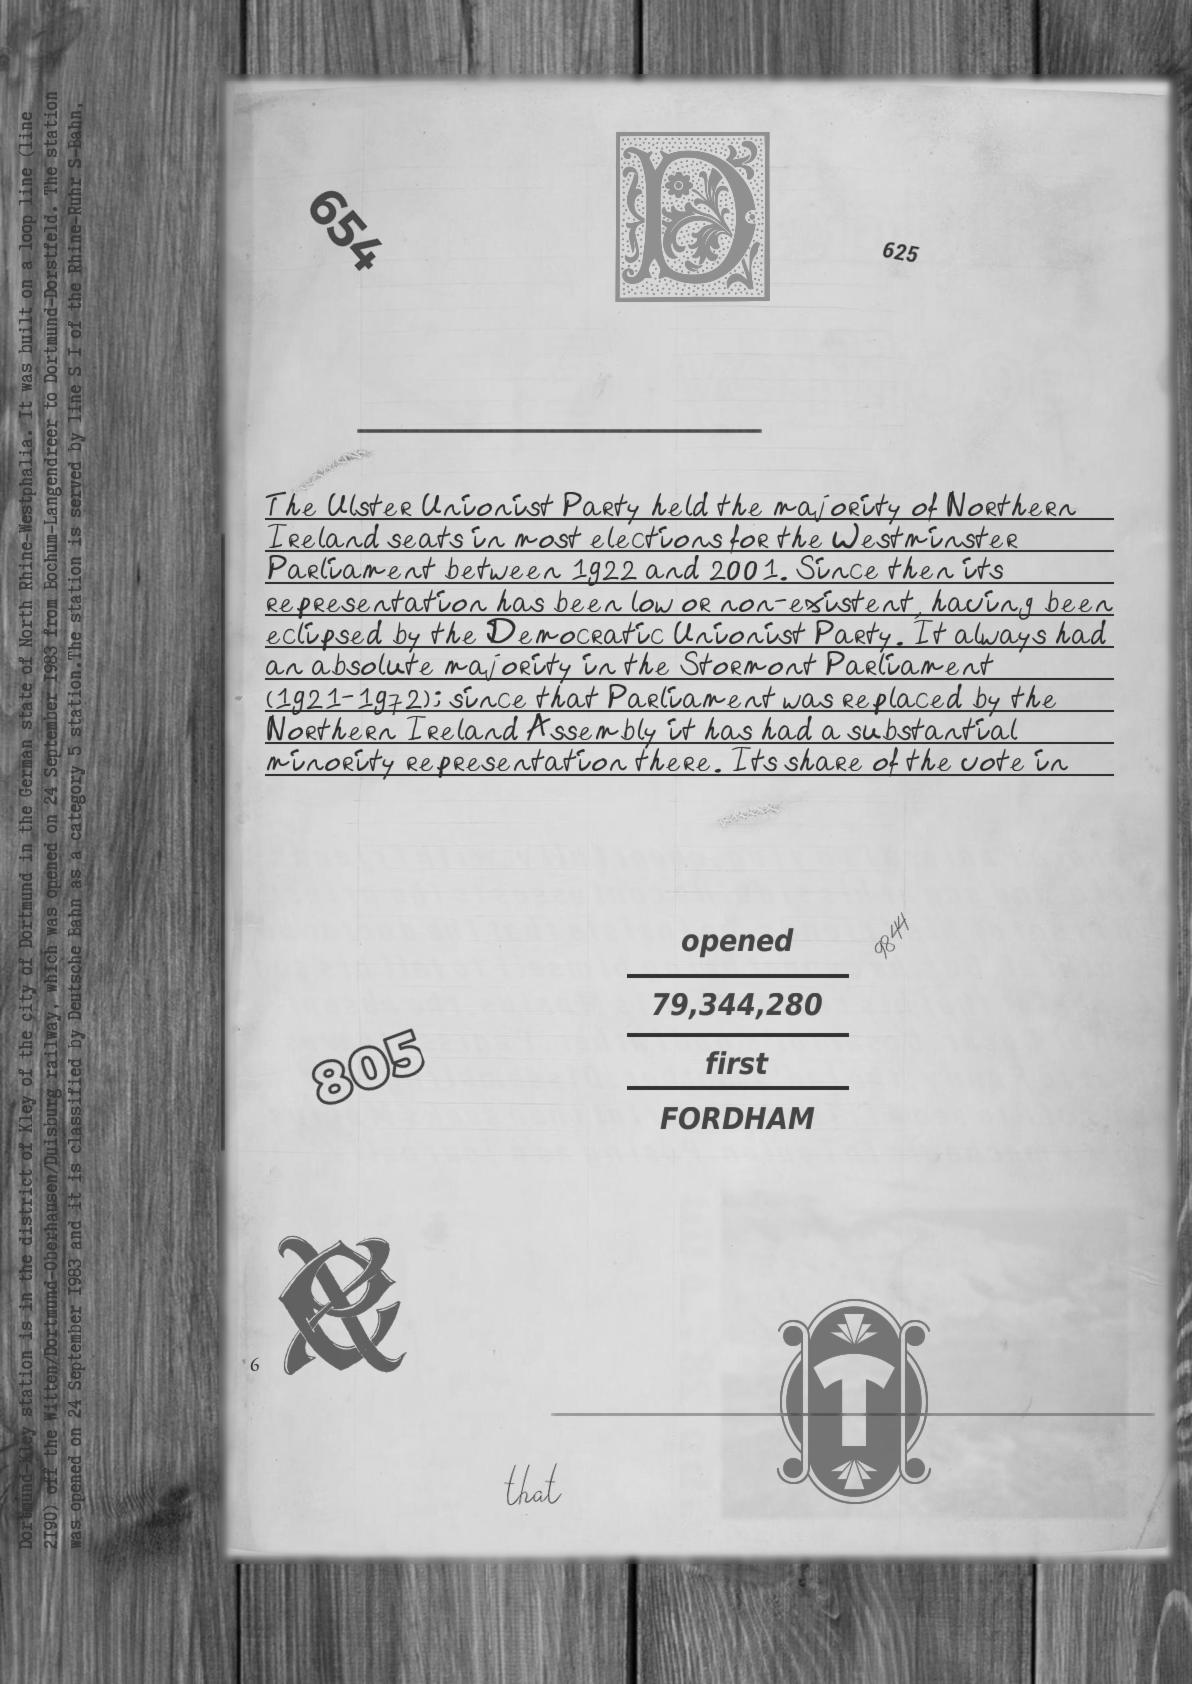 Dortmund-Kley station is in the district of Kley of the city of Dortmund in the German state of North Rhine-Westphalia. It was built on a loop line (line
2190) off the Witten/Dortmund-Oberhausen/Duisburg railway, which was opened on 24 September 1983 from Bochum-Langendreer to Dortmund-Dorstfeld. The station
was opened on 24 September 1983 and it is classified by Deutsche Bahn as a category 5 station.The station is served by line S 1 of the Rhine-Ruhr S-Bahn,
D
654
625
The Ulster Unionist Party held the majority of Northern
Ireland seats in most elections for the Westminster
Parliament between 1922 and 2001. Since then its
representation has been low or non-existent, having been
eclipsed by the Democratic Unionist Party. It always had
an absolute majority in the Stormont Parliament
(1921-1972); since that Parliament was replaced by the
Northern Ireland Assembly it has had a substantial
minority representation there. Its share of the vote in
opened
9844
79,344,280
first
805
FORDHAM
6
T
that